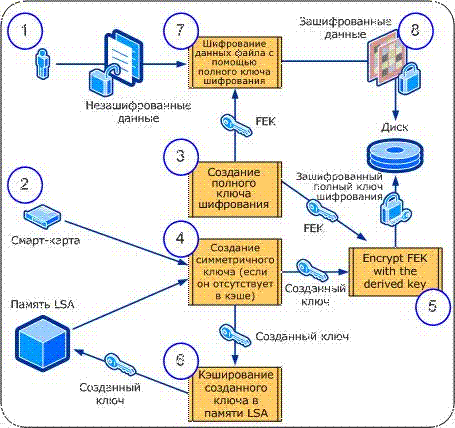 1
7
Шифрование
данных файла с
помощью
полного ключа
шифрования
Зашифрованные
данные
8
Незашифрованные
данные
FEK
Диск
3
Создание
полного
ключа
шифрования
Зашифрованный
полный ключ
шифрования
2
FEK
Смарт-карта
4
Создание
симметричного
ключа (если
он отсутствует
в кэше)
Созданный
ключ
Encrypt FEK
with the
derived key
5
Память LSA
Созданный ключ
6
Кэширование
созданного
ключа в
памяти LSA
Созданный
ключ